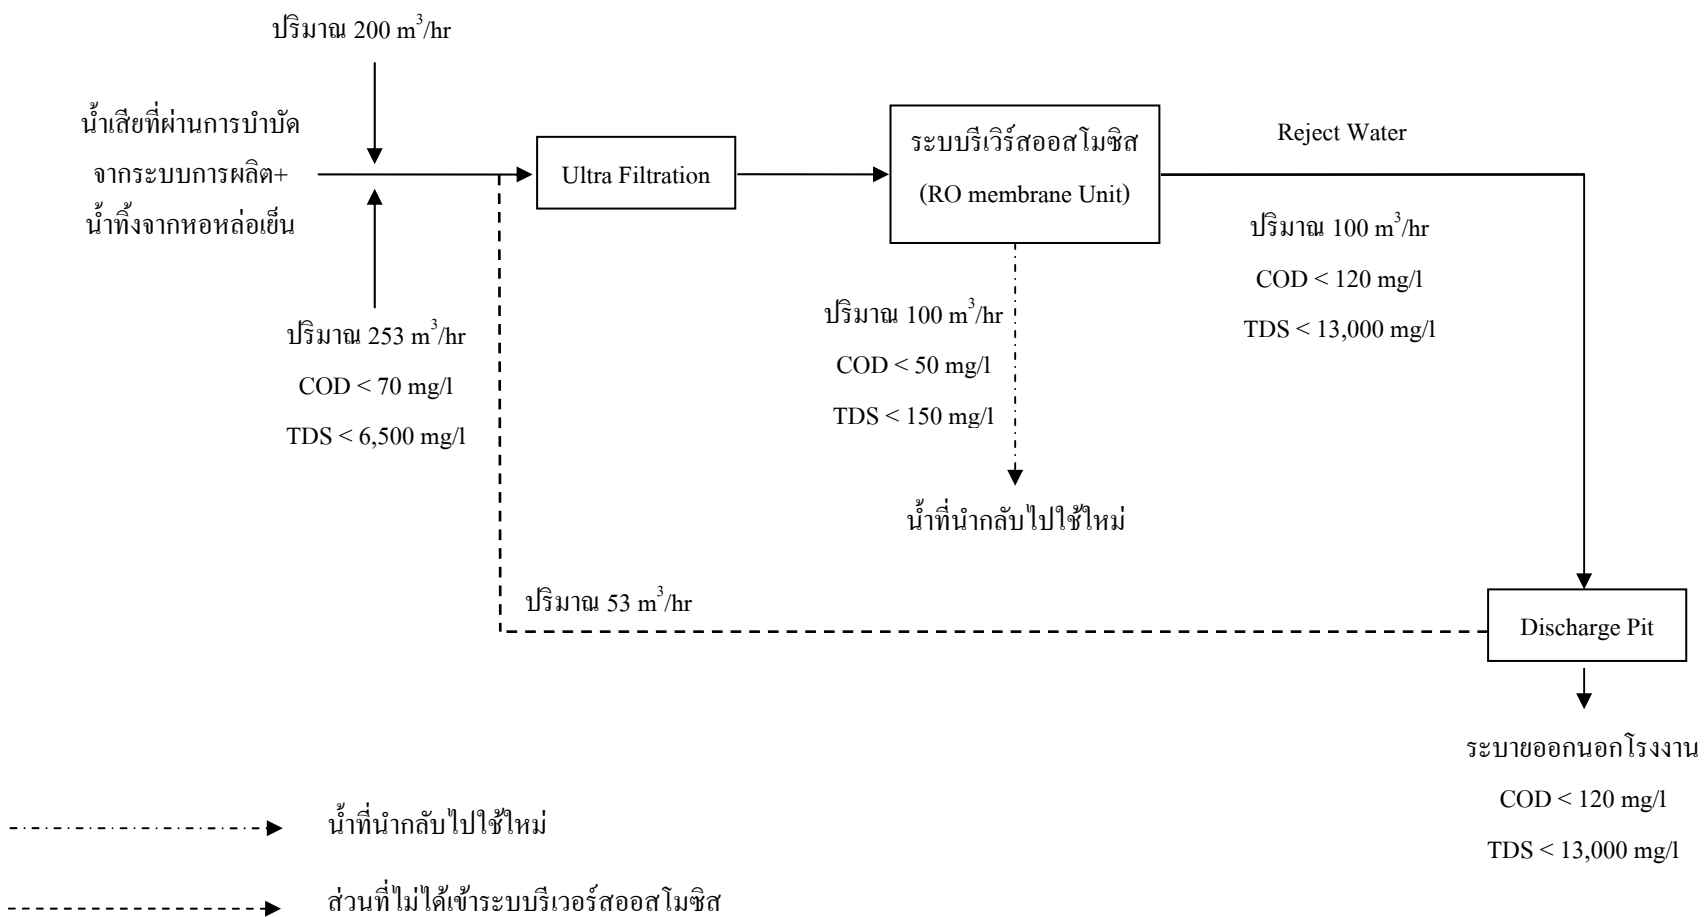 ปริมาณ 200 m³/hr
น้ำเสียที่ผ่านการบำบัด
จากระบบการผลิต+
น้ำทิ้งจากหอหล่อเย็น
ปริมาณ 253 m³/hr
COD < 70 mg/l
TDS < 6,500 mg/l
Ultra Filtration
ระบบรีเวิร์สออสโมซิส
(RO membrane Unit)
ปริมาณ 100 m³/hr
COD < 50 mg/l
TDS < 150 mg/l
น้ำที่นำกลับไปใช้ใหม่
Reject Water
ปริมาณ 100 m³/hr
COD < 120 mg/l
TDS < 13,000 mg/l
ปริมาณ 53 m³/hr
Discharge Pit
ระบายออกนอกโรงงาน
COD < 120 mg/l
TDS < 13,000 mg/l
น้ำที่นำกลับไปใช้ใหม่
ส่วนที่ไม่ได้เข้าระบบรีเวอร์สออสโมซิส